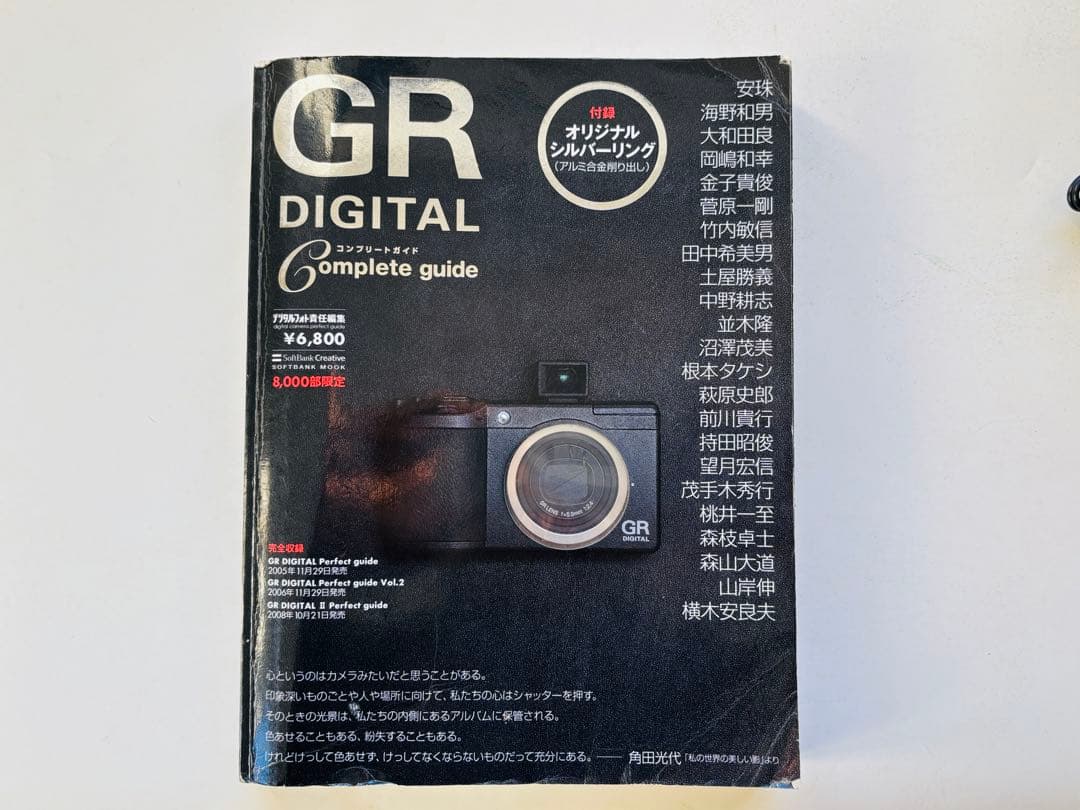 GR
DIGITAL
コンプリートガイド
Complete guide
デジタルフォト責任編集
digital camera perfect guide
¥6,800
SoftBank Creative
SOFTBANK MOOK
8,000部限定
付録
オリジナル
シルバーリング
(アルミ合金削り出し)
安珠
海野和男
大和田良
岡嶋和幸
金子貴俊
菅原一剛
竹内敏信
田中希美男
土屋勝義
中野耕志
並木隆
沼澤茂美
根本タケシ
萩原史郎
前川貴行
持田昭俊
望月宏信
茂手木秀行
桃井一至
森枝卓士
森山大道
山岸伸
横木安良夫
GR LENS f=5.9mm 1:2.4
GR
DIGITAL
完全収録
GR DIGITAL Perfect guide
2005年11月29日発売
GR DIGITAL Perfect guide Vol.2
2006年11月29日発売
GR DIGITAL II Perfect guide
2008年10月21日発売
心というのはカメラみたいだと思うことがある。
印象深いものごとや人や場所に向けて、私たちの心はシャッターを押す。
そのときの光景は、私たちの内側にあるアルバムに保管される。
色あせることもある、紛失することもある。
けれどけっして色あせず、けっしてなくならないものだって充分にある。—— 角田光代「私の世界の美しい影」より